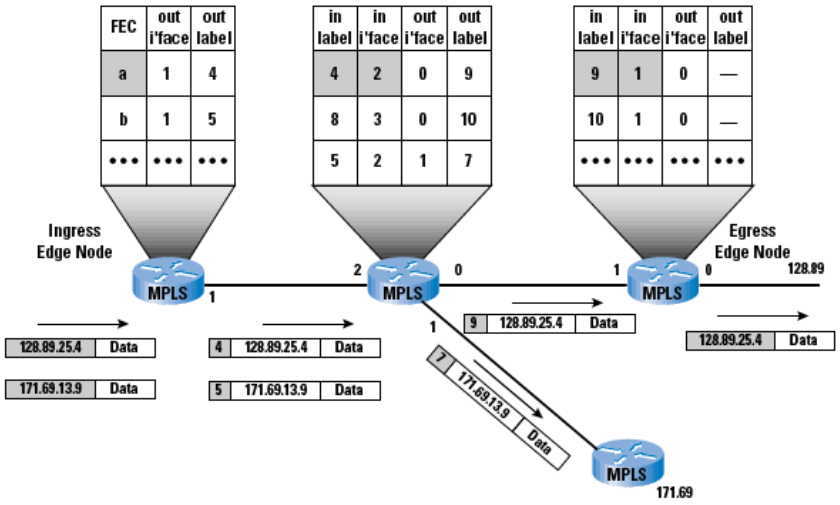 FEC out i'face out label
a 1 4
b 1 5
••• ••• •••
in label in i'face out i'face out label
4 2 0 9
8 3 0 10
5 2 1 7
in label in i'face out i'face out label
9 1 0 —
10 1 0 —
••• ••• ••• •••
Ingress
Edge Node
Egress
Edge Node
MPLS
1
2
MPLS
0
1
1
MPLS
0
128.89
128.89.25.4 Data
171.69.13.9 Data
4 128.89.25.4 Data
5 171.69.13.9 Data
9 128.89.25.4 Data
128.89.25.4 Data
7 171.69.13.9 Data
MPLS
171.69